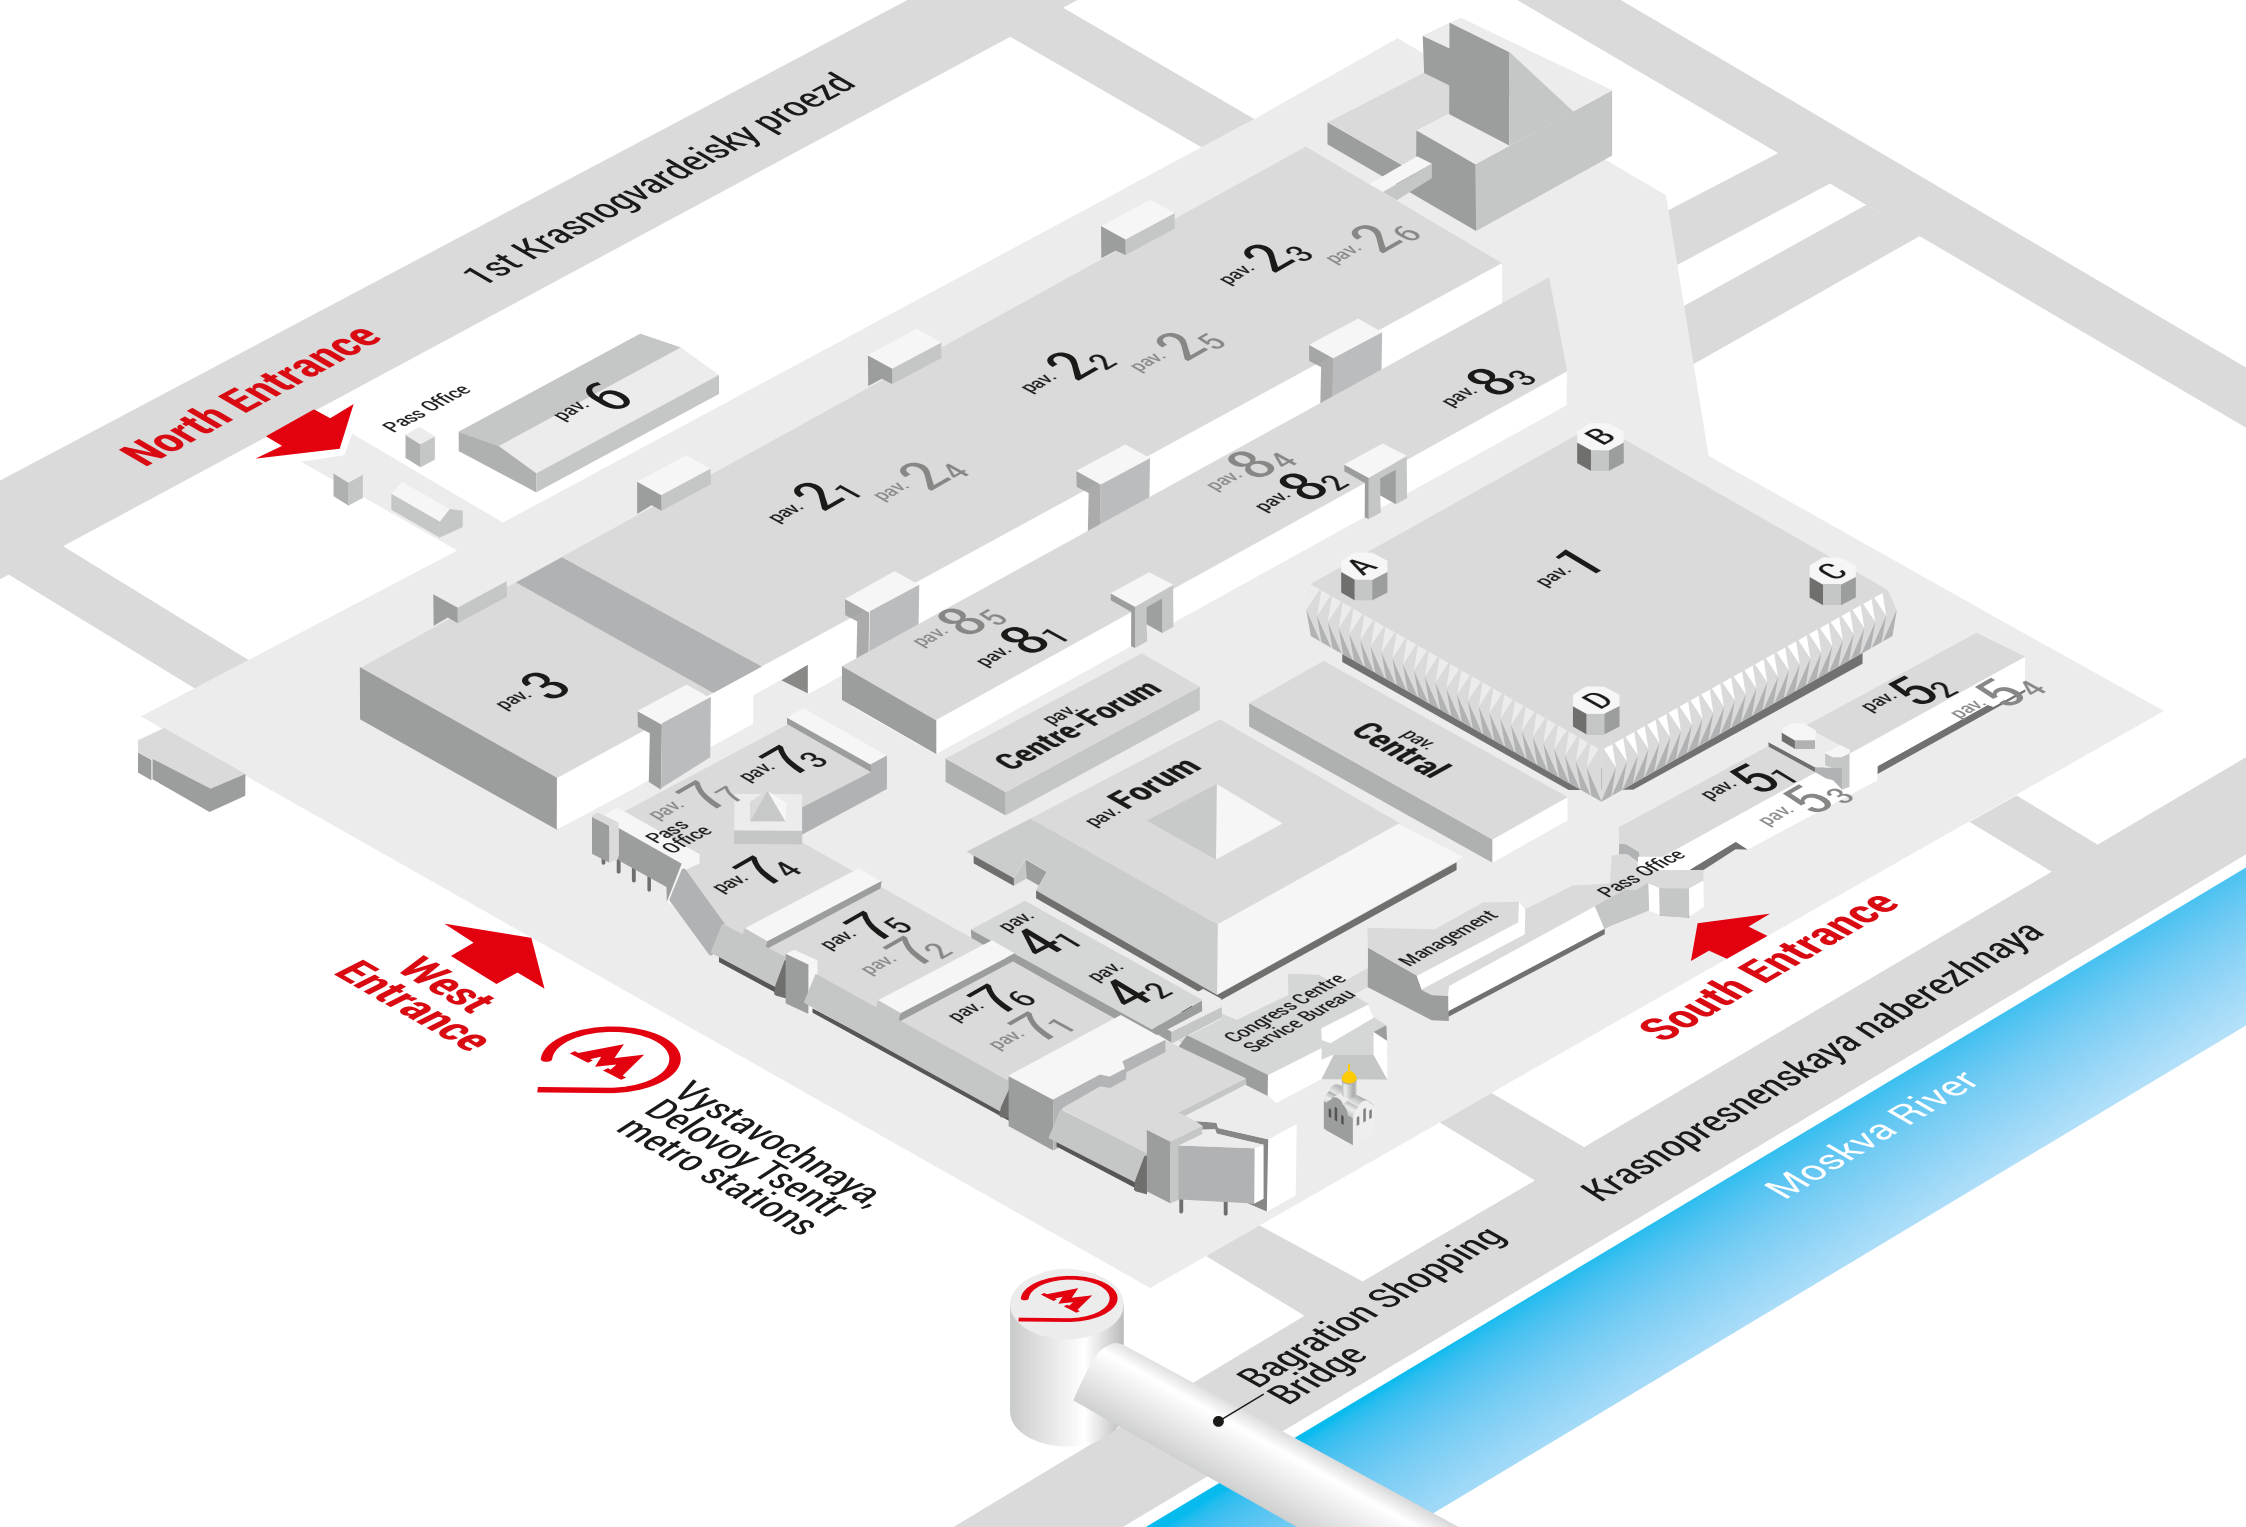 1st Krasnogvardeisky proezd
North Entrance
Pass Office
pav. 6
pav. 2 3
pav. 2 6
pav. 2 2
pav. 2 5
pav. 2 1
pav. 2 4
pav. 8 3
pav. 8 4
pav. 8 2
pav. 8 5
pav. 8 1
pav. 3
B
A
C
D
pav. 1
pav.
Centre-Forum
pav.
Central
pav. Forum
pav. 5 2
pav. 5 4
pav. 5 1
pav. 5 3
pav. 7 3
pav. 7 7
Pass
Office
pav. 7 4
pav. 7 5
pav. 7 2
pav. 7 6
pav. 7 1
pav.
4 1
pav.
4 2
Pass Office
Management
Congress Centre
Service Bureau
West
Entrance
South Entrance
M
Vystavochnaya,
Delovoy Tsentr
metro stations
Krasnopresnenskaya naberezhnaya
Moskva River
M
Bagration Shopping
Bridge